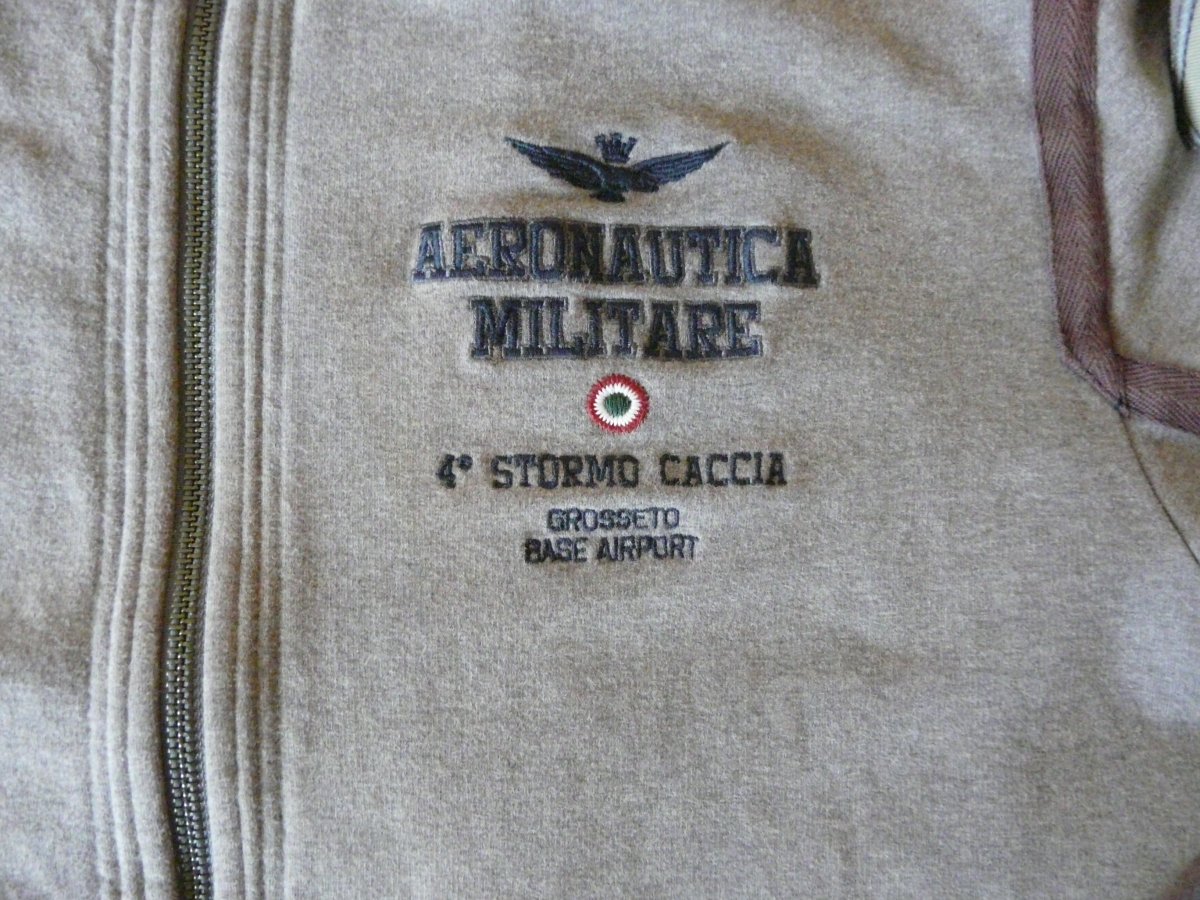 AERONAUTICA
MILITARE
4° STORMO CACCIA
GROSSETO
BASE AIRPORT